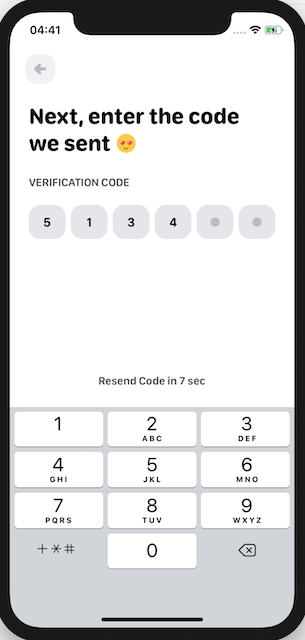 04:41
Next, enter the code
we sent 😍
VERIFICATION CODE
5 1 3 4
Resend Code in 7 sec
1 2 3
ABC DEF
4 5 6
GHI JKL MNO
7 8 9
PQRS TUV WXYZ
+*# 0